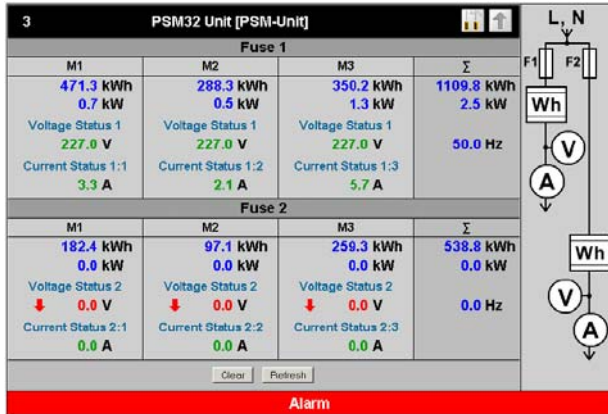 3 PSM32 Unit [PSM-Unit]
Fuse 1
M1 M2 M3 Σ
471.3 kWh 288.3 kWh 350.2 kWh 1109.8 kWh
0.7 kW 0.5 kW 1.3 kW 2.5 kW
Voltage Status 1 Voltage Status 1 Voltage Status 1
227.0 V 227.0 V 227.0 V 50.0 Hz
Current Status 1:1 Current Status 1:2 Current Status 1:3
3.3 A 2.1 A 5.7 A
Fuse 2
M1 M2 M3 Σ
182.4 kWh 97.1 kWh 259.3 kWh 538.8 kWh
0.0 kW 0.0 kW 0.0 kW 0.0 kW
Voltage Status 2 Voltage Status 2 Voltage Status 2
0.0 V 0.0 V 0.0 V 0.0 Hz
Current Status 2:1 Current Status 2:2 Current Status 2:3
0.0 A 0.0 A 0.0 A
Clear Refresh
Alarm
L, N
F1 F2
Wh
V
A
Wh
V
A